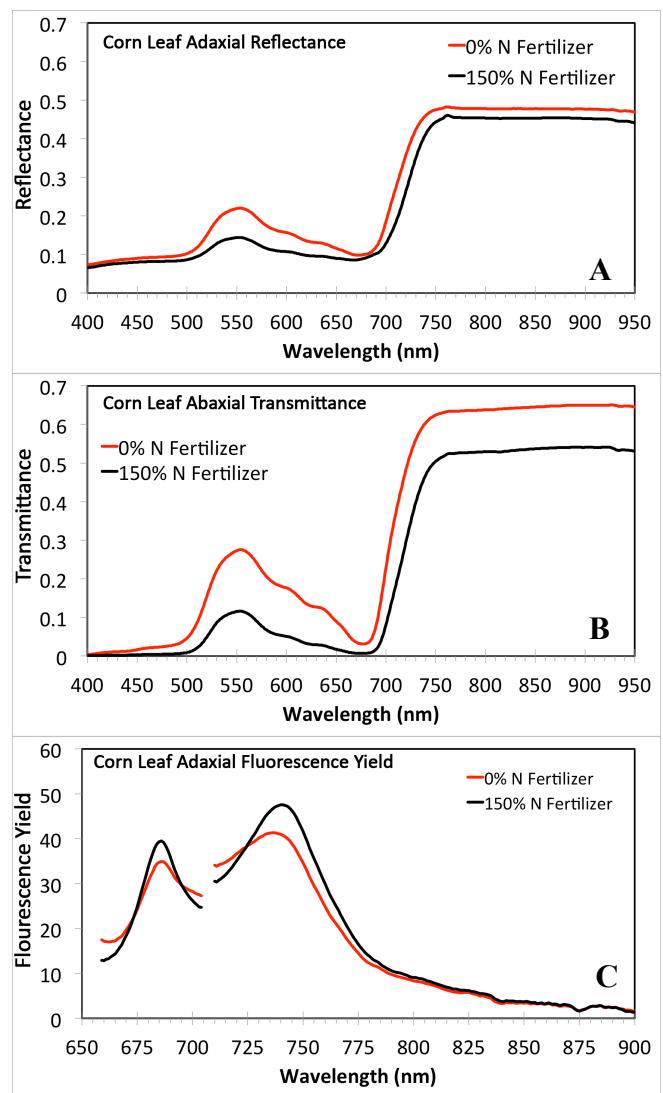 Corn Leaf Adaxial Reflectance
0% N Fertilizer
150% N Fertilizer
0.7
0.6
0.5
0.4
0.3
0.2
0.1
0
Reflectance
A
400 450 500 550 600 650 700 750 800 850 900 950
Wavelength (nm)
Corn Leaf Abaxial Transmittance
0% N Fertilizer
150% N Fertilizer
0.7
0.6
0.5
0.4
0.3
0.2
0.1
0
Transmittance
B
400 450 500 550 600 650 700 750 800 850 900 950
Wavelength (nm)
Corn Leaf Adaxial Fluorescence Yield
0% N Fertilizer
150% N Fertilizer
60
50
40
30
20
10
0
Flourescence Yield
C
650 675 700 725 750 775 800 825 850 875 900
Wavelength (nm)